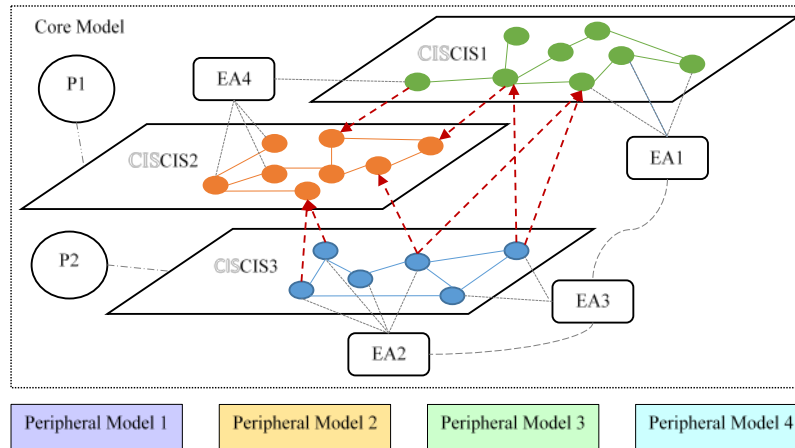 Core Model
CISCIS1
P1
EA4
CISCIS2
EA1
P2
CISCIS3
EA3
EA2
Peripheral Model 1
Peripheral Model 2
Peripheral Model 3
Peripheral Model 4